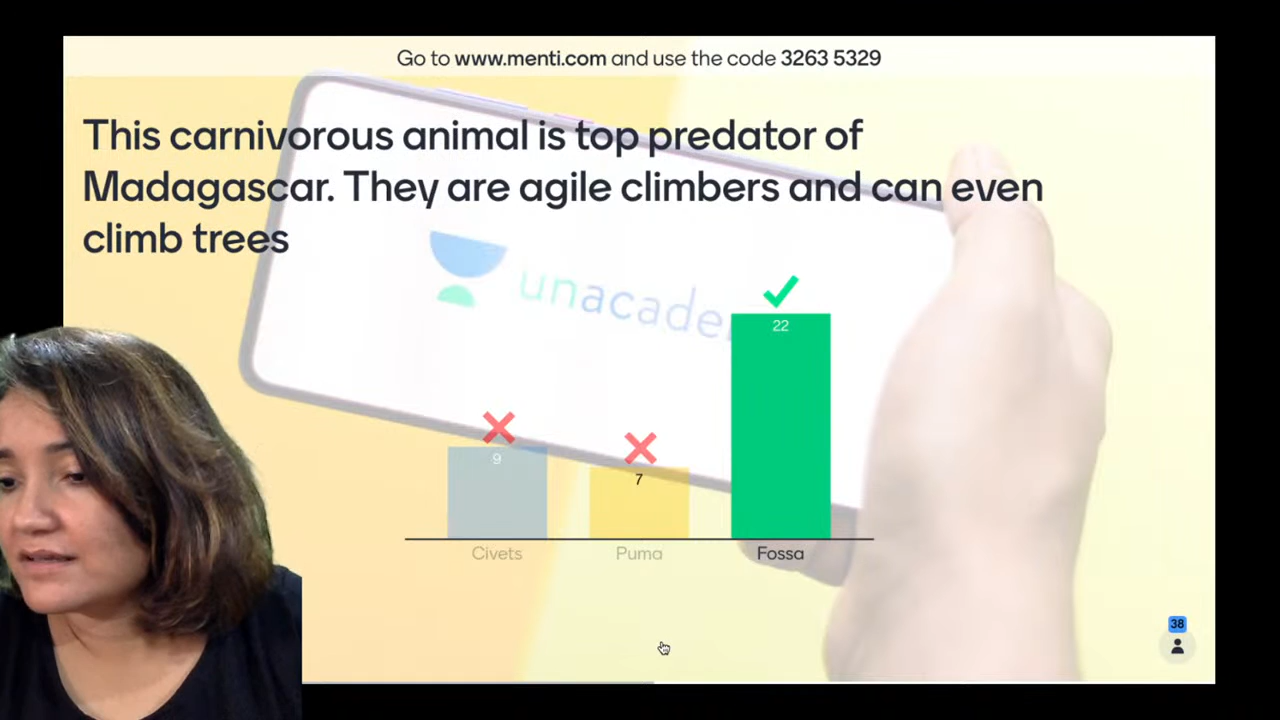 Go to www.menti.com and use the code 3263 5329
This carnivorous animal is top predator of
Madagascar. They are agile climbers and can even
climb trees
unacade
22
9
7
Civets
Puma
Fossa
38